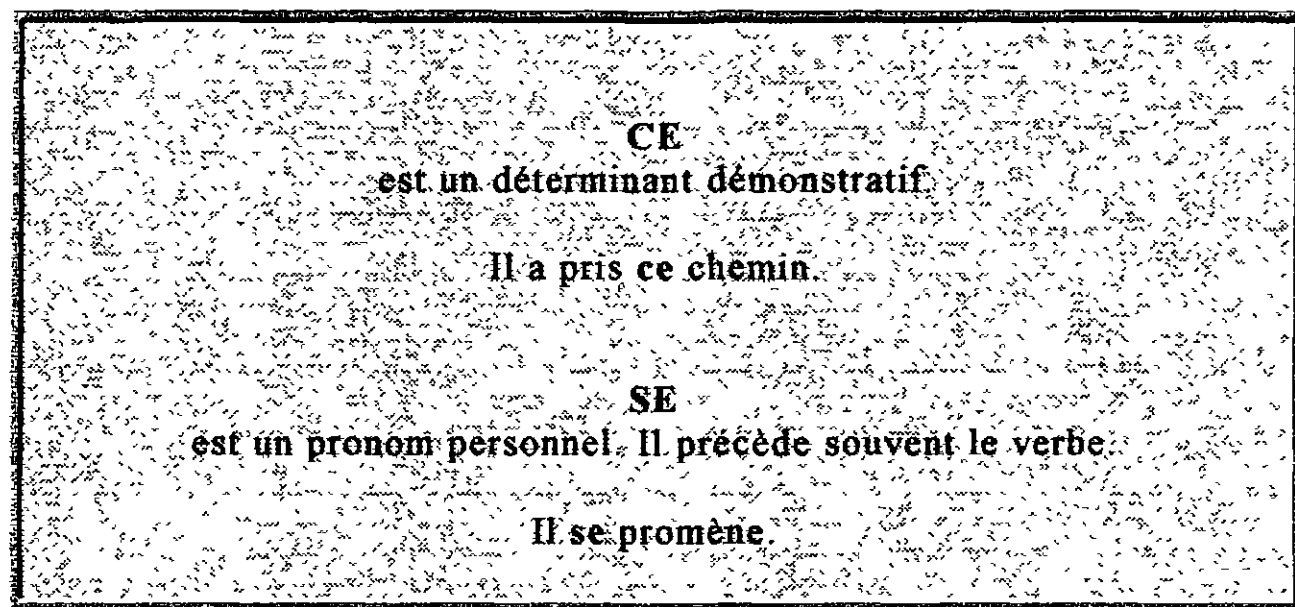 CE
est un déterminant démonstratif.
Il a pris ce chemin.
SE
est un pronom personnel. Il précède souvent le verbe.
Il se promène.